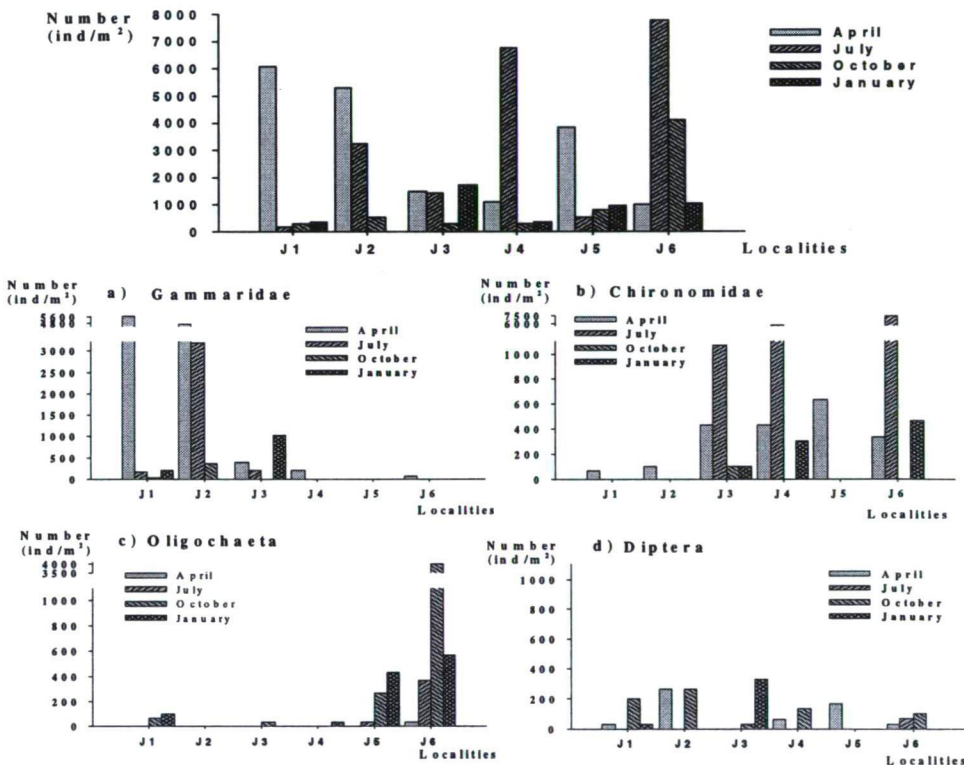 Number
(ind/m²)
8000
7000
6000
5000
4000
3000
2000
1000
0
April
July
October
January
J1 J2 J3 J4 J5 J6 Localities
Number
(ind/m²)
a) Gammaridae
5600
4800
3000
2500
2000
1500
1000
500
0
April
July
October
January
J1 J2 J3 J4 J5 J6
Localities
Number
(ind/m²)
b) Chironomidae
7500
6000
1000
800
600
400
200
0
April
July
October
January
J1 J2 J3 J4 J5 J6
Localities
Number
(ind/m²)
c) Oligochaeta
4000
3500
1000
800
600
400
200
0
April
July
October
January
J1 J2 J3 J4 J5 J6
Localities
Number
(ind/m²)
d) Diptera
1000
800
600
400
200
0
April
July
October
January
J1 J2 J3 J4 J5 J6
Localities